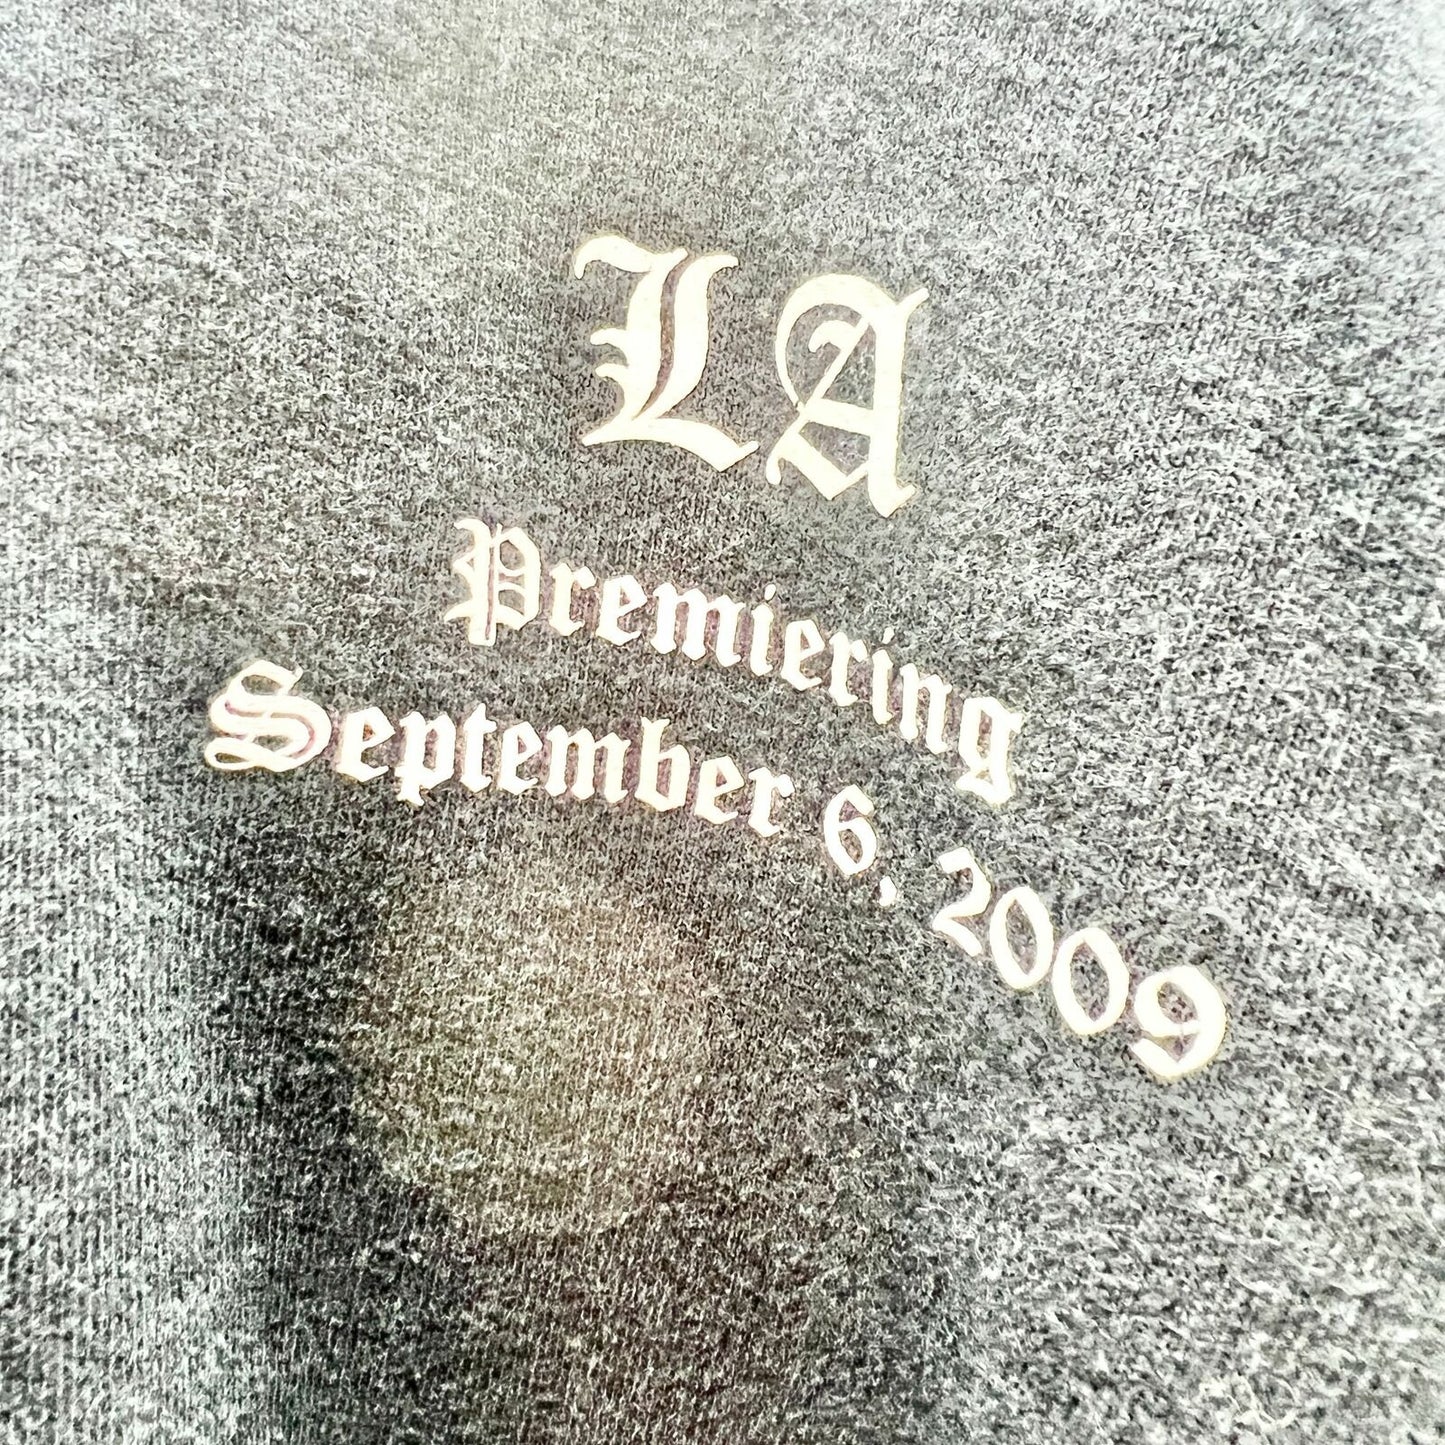 LA
Premiering
September 6, 2009